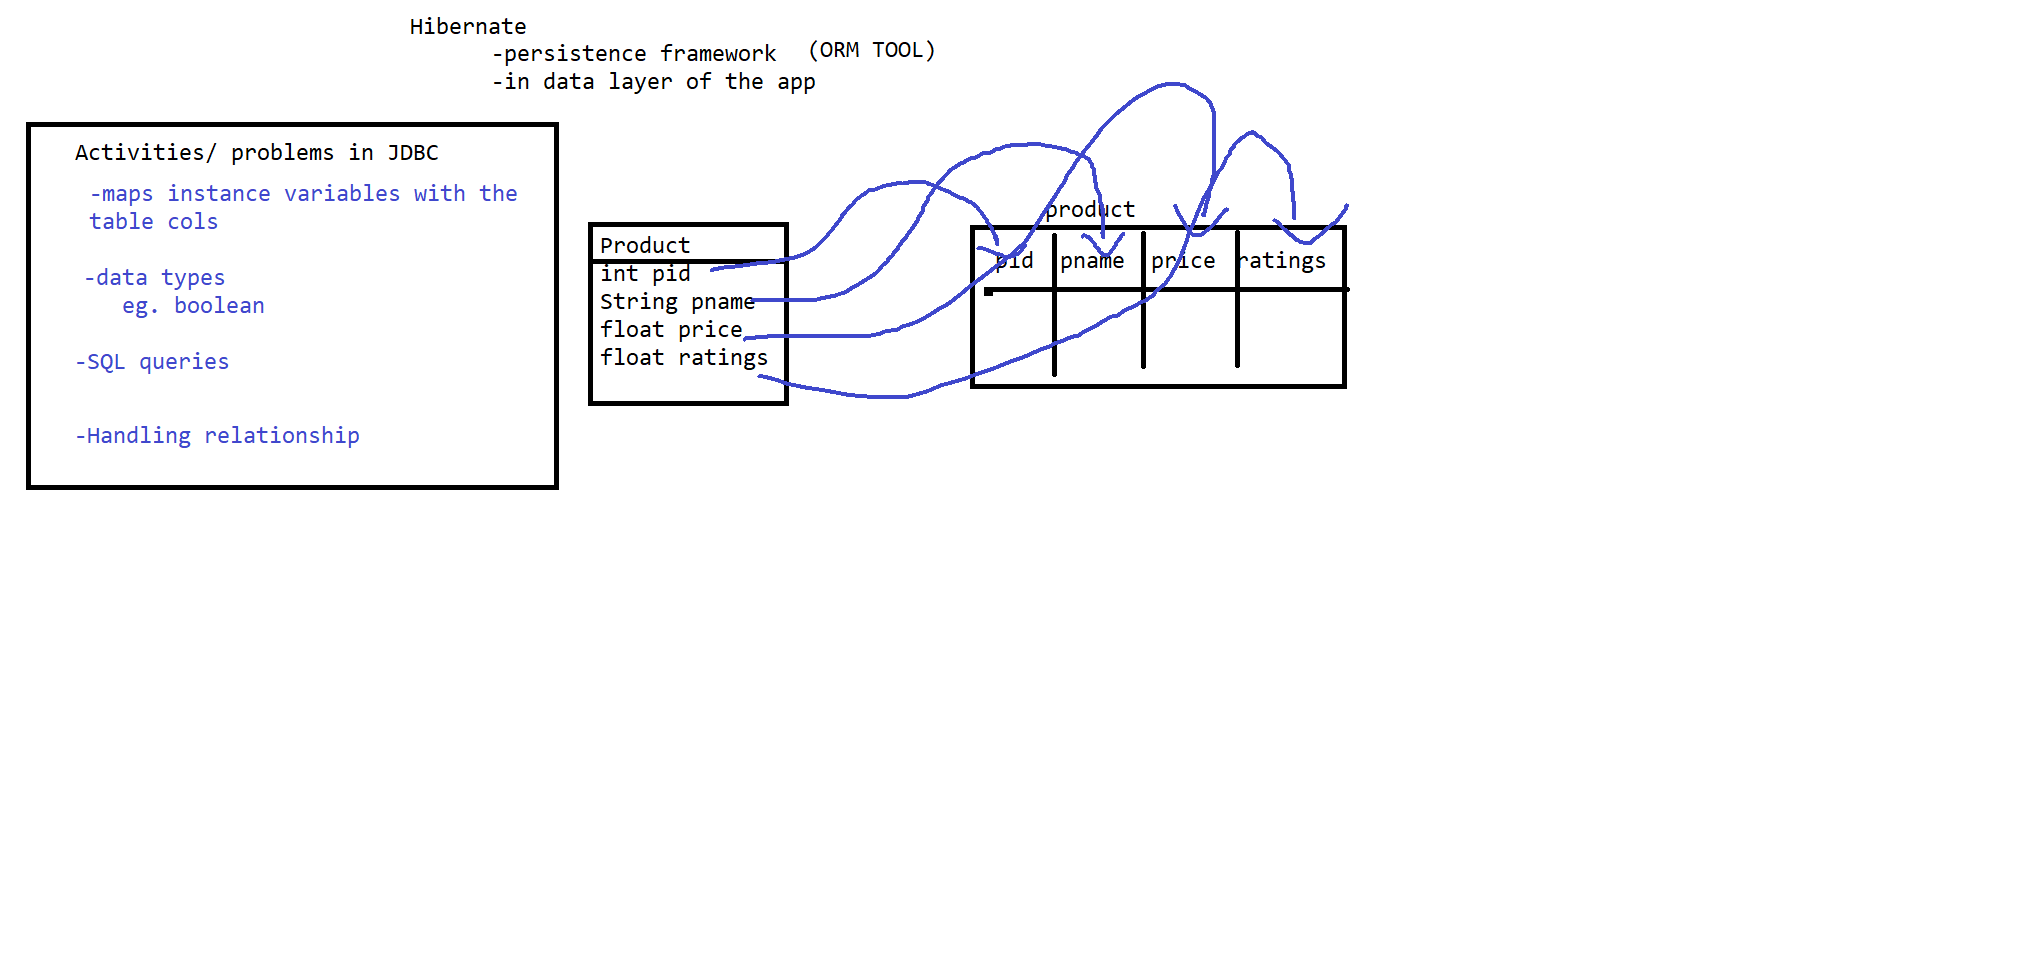 Hibernate
-persistence framework (ORM TOOL)
-in data layer of the app
Activities/ problems in JDBC
-maps instance variables with the
table cols
-data types
eg. boolean
-SQL queries
-Handling relationship
Product
int pid
String pname
float price
float ratings
product
pid pname price ratings